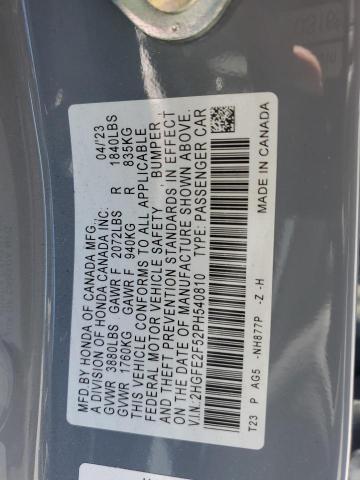 MFD BY HONDA OF CANADA MFG., 04/'23
A DIVISION OF HONDA CANADA INC.
GVWR 3880LBS GAWR F 2072LBS R 1840LBS
GVWR 1760KG GAWR F 940KG R 835KG
THIS VEHICLE CONFORMS TO ALL APPLICABLE
FEDERAL MOTOR VEHICLE SAFETY, BUMPER,
AND THEFT PREVENTION STANDARDS IN EFFECT
ON THE DATE OF MANUFACTURE SHOWN ABOVE.
V.I.N.:2HGFE2F52PH540810 TYPE: PASSENGER CAR
T23 P AG5 -NH877P -Z -H MADE IN CANADA